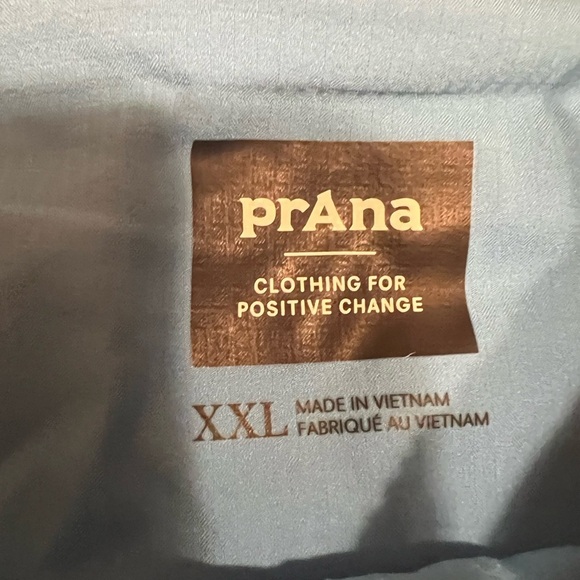 prAna
CLOTHING FOR
POSITIVE CHANGE
XXL MADE IN VIETNAM
FABRIQUÉ AU VIETNAM